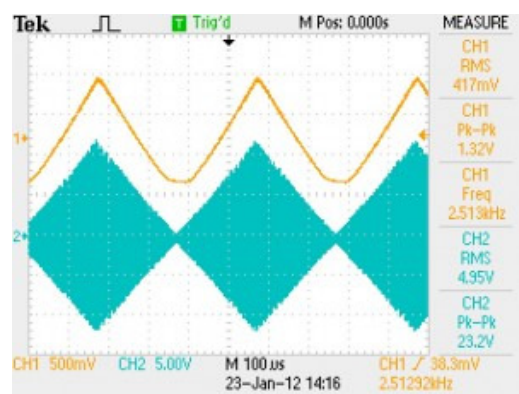 Tek T Trig'd M Pos: 0.000s MEASURE
CH1
RMS
417mV
CH1
Pk-Pk
1.32V
CH1
Freq
2.513kHz
CH2
RMS
4.95V
CH2
Pk-Pk
23.2V
1
2
CH1 500mV CH2 5.00V M 100µs CH1 38.3mV
23-Jan-12 14:16 2.51292kHz